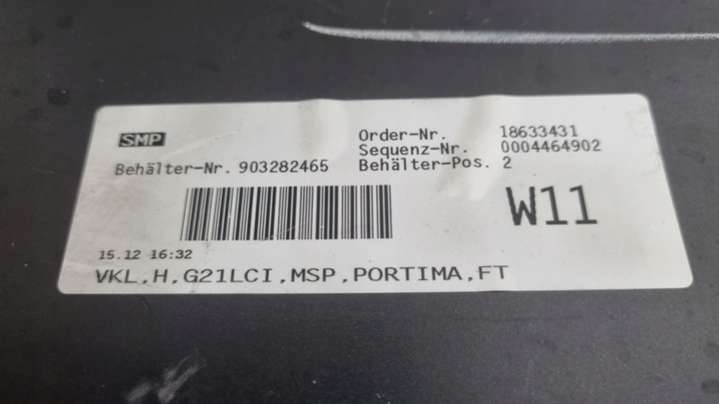 SMP
Order-Nr. 18633431
Sequenz-Nr. 0004464902
Behälter-Nr. 903282465 Behälter-Pos. 2
W11
15.12 16:32
VKL,H,G21LCI,MSP,PORTIMA,FT